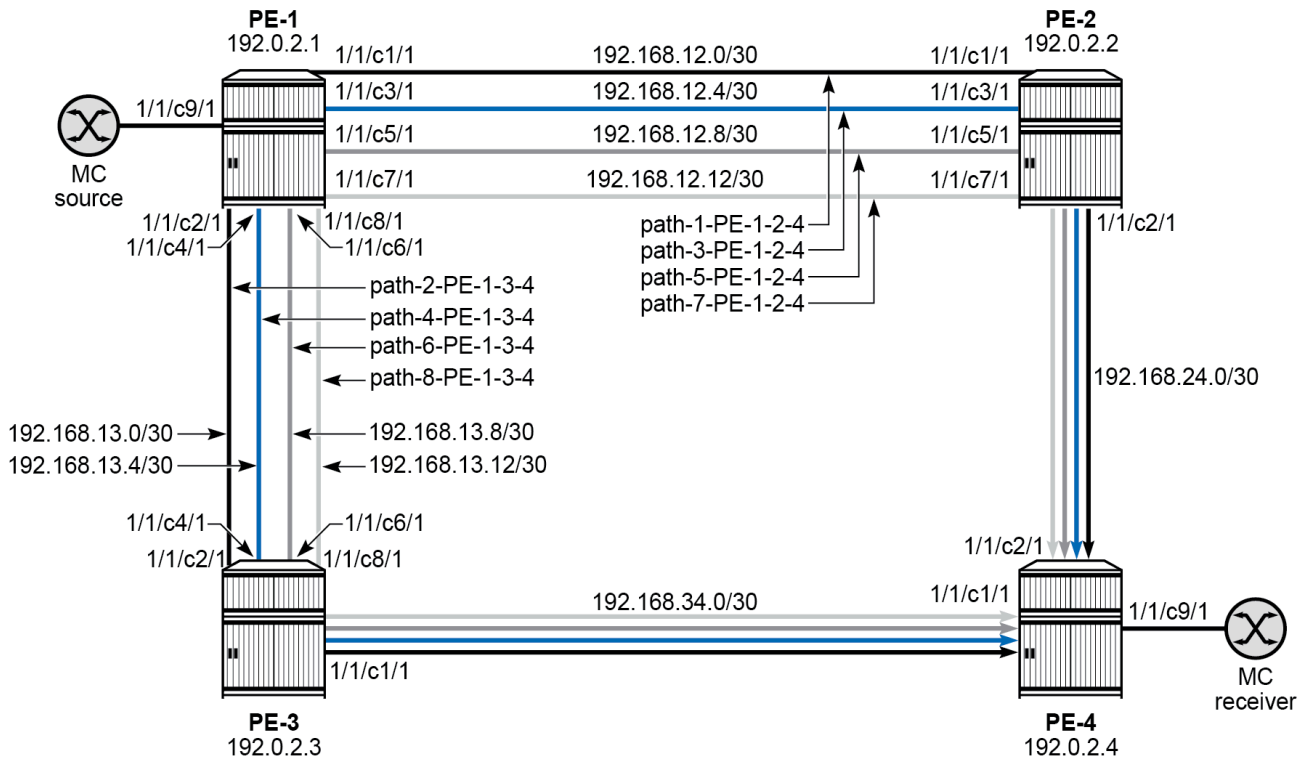 PE-1
192.0.2.1
PE-2
192.0.2.2
1/1/c1/1
192.168.12.0/30
1/1/c1/1
1/1/c9/1
1/1/c3/1
192.168.12.4/30
1/1/c3/1
MC
source
1/1/c5/1
192.168.12.8/30
1/1/c5/1
1/1/c7/1
192.168.12.12/30
1/1/c7/1
1/1/c2/1
1/1/c8/1
1/1/c4/1
1/1/c6/1
path-1-PE-1-2-4
path-3-PE-1-2-4
path-5-PE-1-2-4
path-7-PE-1-2-4
1/1/c2/1
path-2-PE-1-3-4
path-4-PE-1-3-4
path-6-PE-1-3-4
path-8-PE-1-3-4
192.168.24.0/30
192.168.13.0/30
192.168.13.8/30
192.168.13.4/30
192.168.13.12/30
1/1/c4/1
1/1/c6/1
1/1/c2/1
1/1/c8/1
1/1/c2/1
192.168.34.0/30
1/1/c1/1
1/1/c9/1
1/1/c1/1
MC
receiver
PE-3
192.0.2.3
PE-4
192.0.2.4